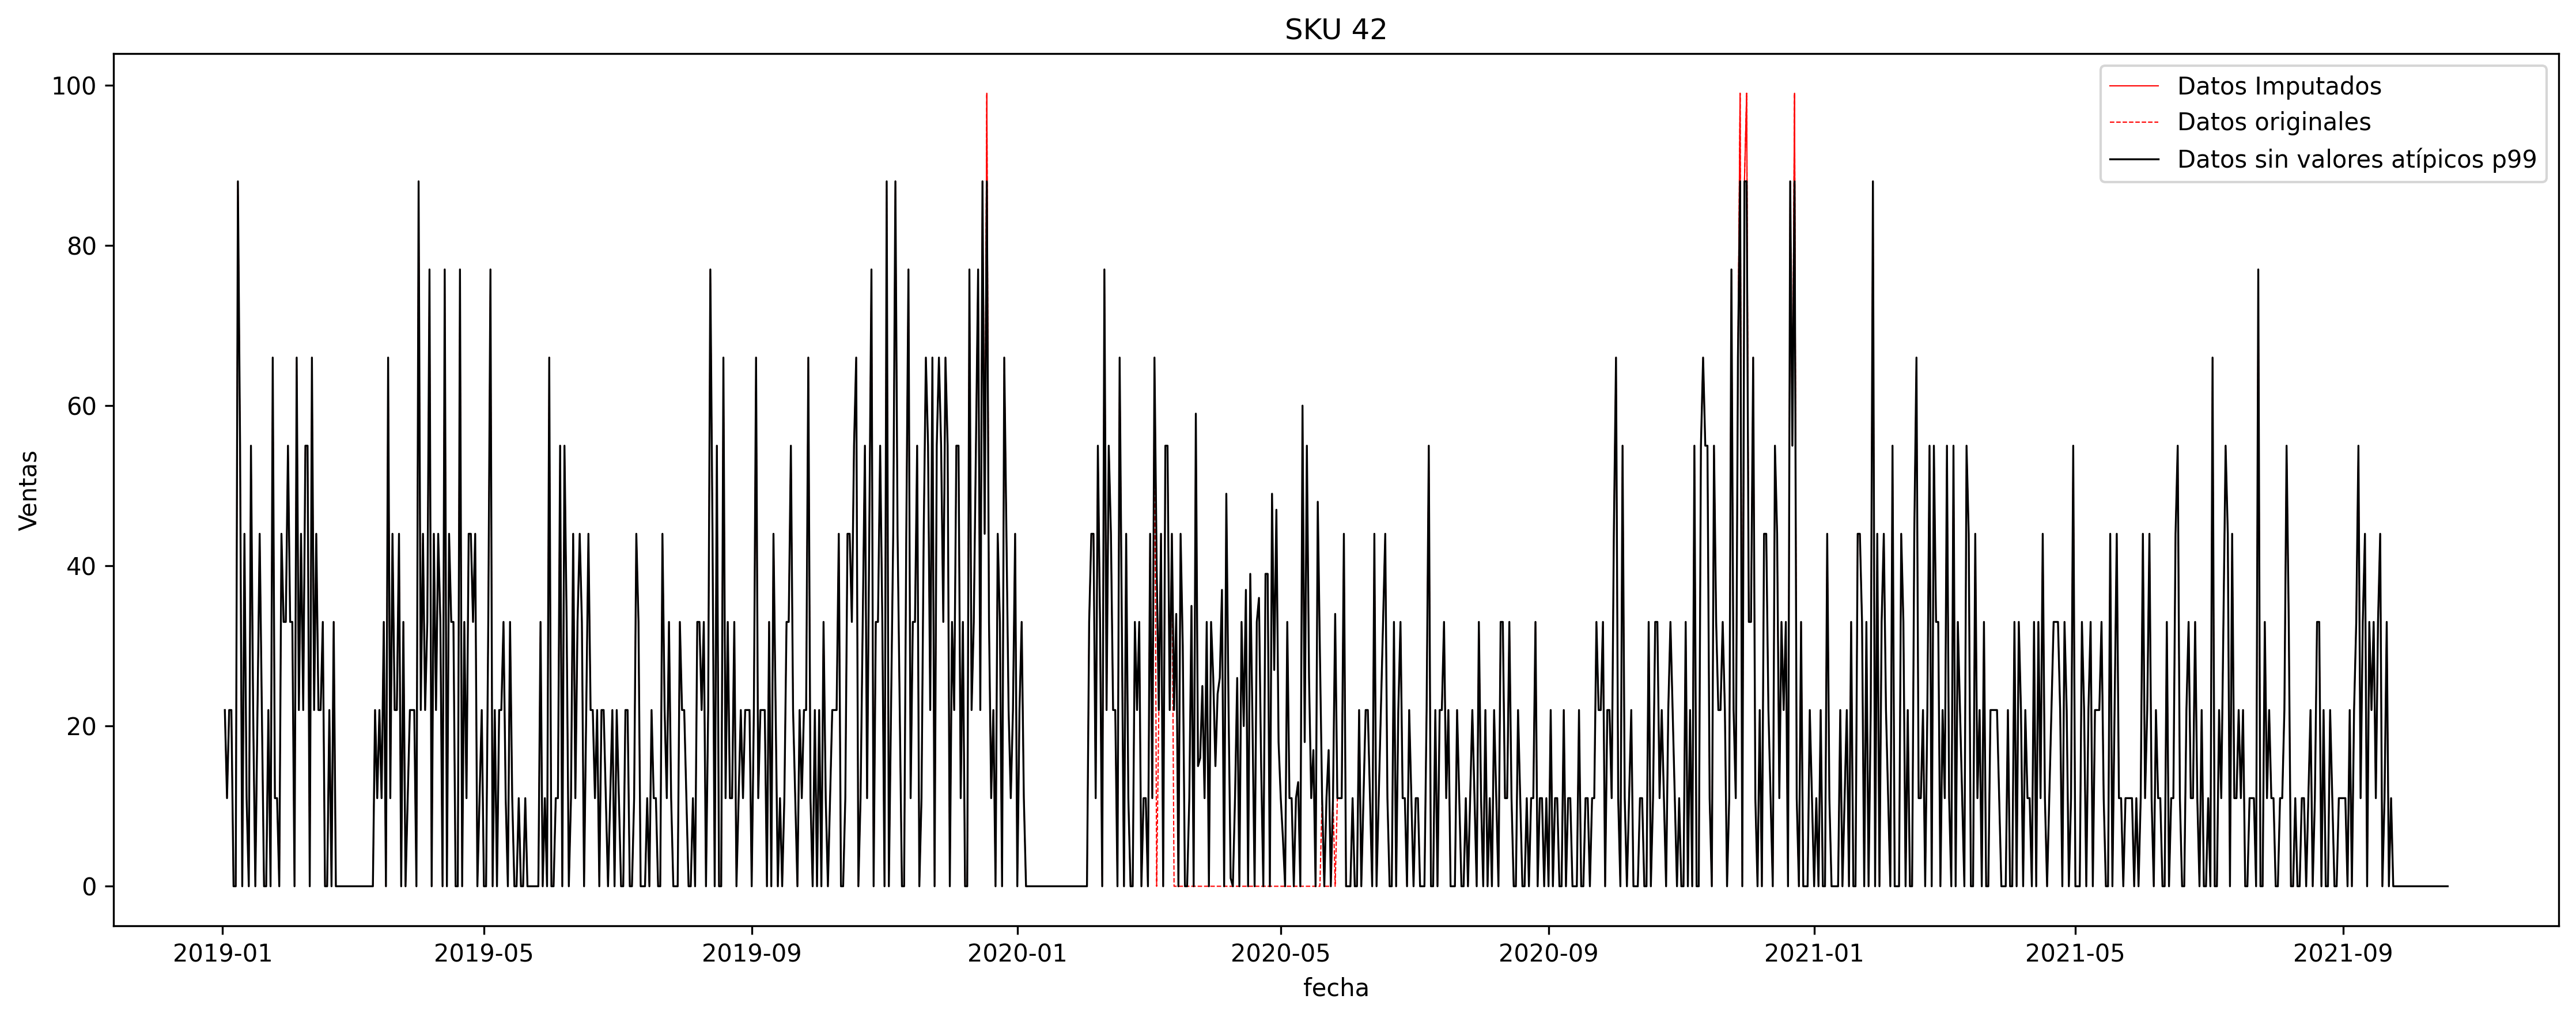 SKU 42
Datos Imputados
Datos originales
Datos sin valores atípicos p99
100
80
60
40
20
0
Ventas
2019-01 2019-05 2019-09 2020-01 2020-05 2020-09 2021-01 2021-05 2021-09
fecha